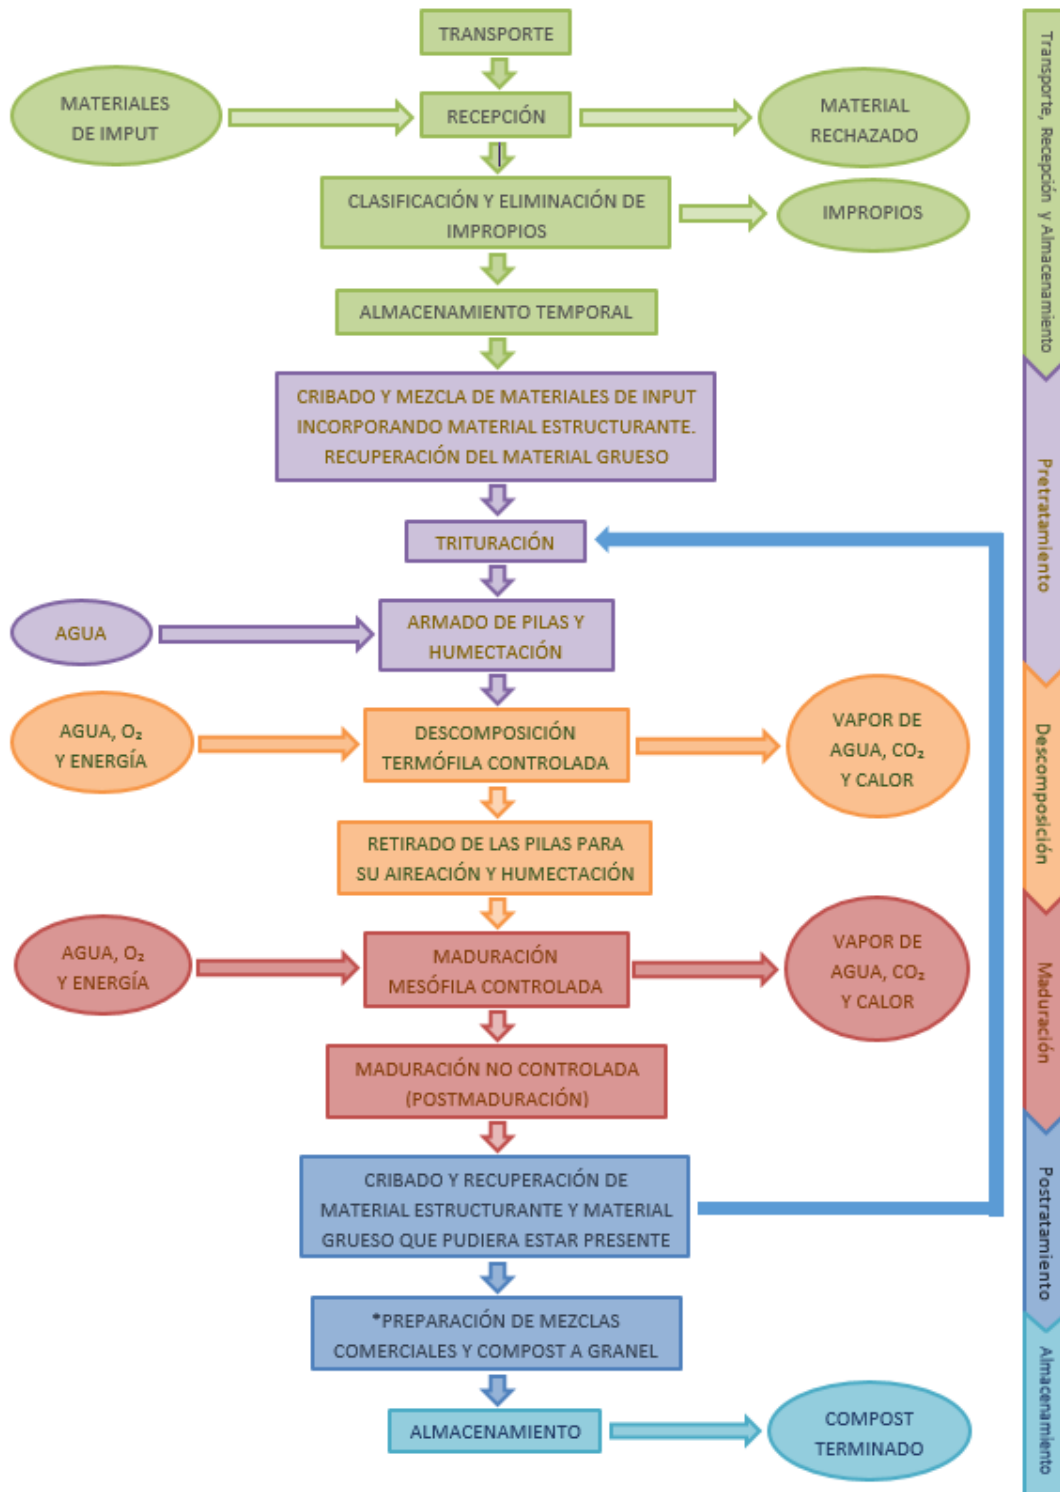 TRANSPORTE
MATERIALES
DE IMPUT
RECEPCIÓN
MATERIAL
RECHAZADO
CLASIFICACIÓN Y ELIMINACIÓN DE
IMPROPIOS
IMPROPIOS
ALMACENAMIENTO TEMPORAL
Transporte, Recepción y Almacenamiento
CRIBADO Y MEZCLA DE MATERIALES DE INPUT
INCORPORANDO MATERIAL ESTRUCTURANTE.
RECUPERACIÓN DEL MATERIAL GRUESO
TRITURACIÓN
AGUA
ARMADO DE PILAS Y
HUMECTACIÓN
Pretratamiento
AGUA, O₂
Y ENERGÍA
DESCOMPOSICIÓN
TERMÓFILA CONTROLADA
VAPOR DE
AGUA, CO₂
Y CALOR
RETIRADO DE LAS PILAS PARA
SU AIREACIÓN Y HUMECTACIÓN
Descomposición
AGUA, O₂
Y ENERGÍA
MADURACIÓN
MESÓFILA CONTROLADA
VAPOR DE
AGUA, CO₂
Y CALOR
MADURACIÓN NO CONTROLADA
(POSTMADURACIÓN)
Maduración
CRIBADO Y RECUPERACIÓN DE
MATERIAL ESTRUCTURANTE Y MATERIAL
GRUESO QUE PUDIERA ESTAR PRESENTE
*PREPARACIÓN DE MEZCLAS
COMERCIALES Y COMPOST A GRANEL
Postratamiento
ALMACENAMIENTO
COMPOST
TERMINADO
Almacenamiento